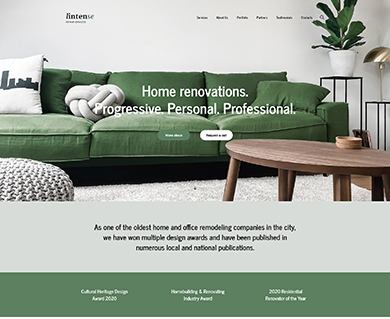 lintense
Services About Us Portfolio Partners Testimonials Contacts
Home renovations.
Progressive. Personal. Professional.
More about Request a call
As one of the oldest home and office remodeling companies in the city,
we have won multiple design awards and have been published in
numerous local and national publications.
Cultural Heritage Design Homebuilding & Renovating 2020 Residential
Award 2020 Industry Award Renovator of the Year